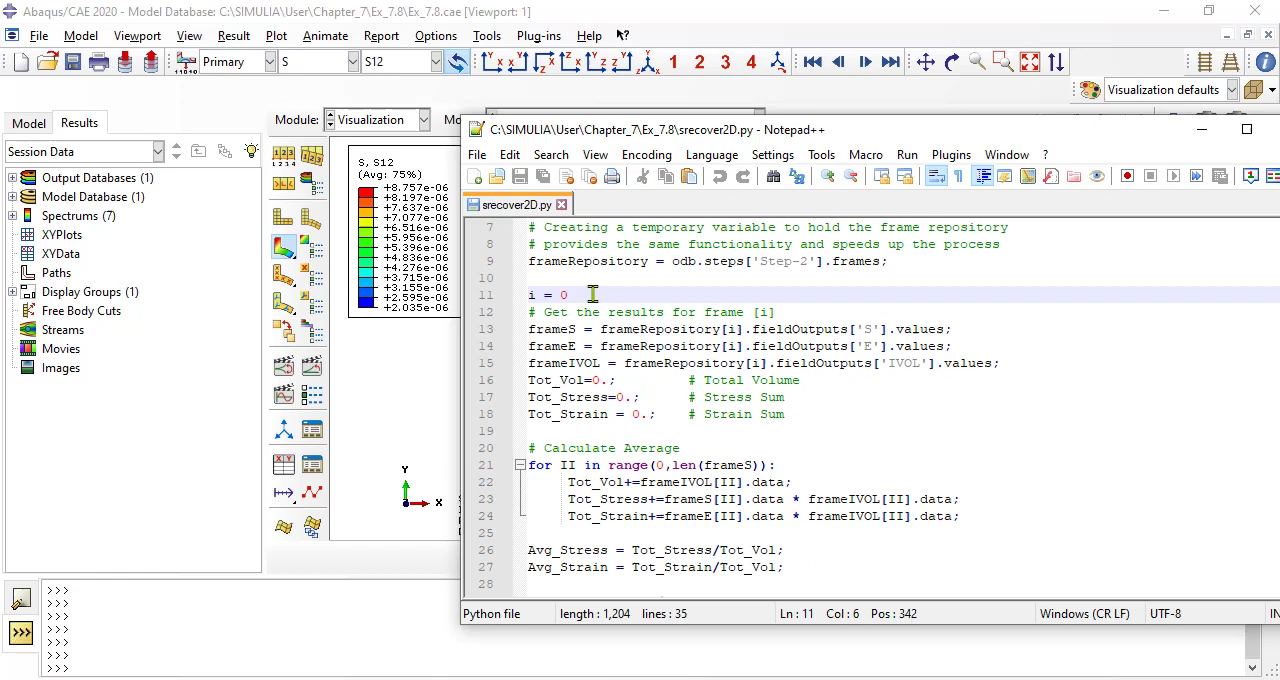 Abaqus/CAE 2020 - Model Database: C:\SIMULIA\User\Chapter_7\Ex_7.8\Ex_7.8.cae [Viewport: 1]
File Model Viewport View Result Plot Animate Report Options Tools Plug-ins Help
Primary S S12 1 2 3 4
Visualization defaults
Model Results
Module: Visualization
Session Data
Output Databases (1)
Model Database (1)
Spectrums (7)
XYPlots
XYData
Paths
Display Groups (1)
Free Body Cuts
Streams
Movies
Images
S, S12
(Avg: 75%)
+8.757e-06
+8.197e-06
+7.637e-06
+7.077e-06
+6.516e-06
+5.956e-06
+5.396e-06
+4.836e-06
+4.276e-06
+3.715e-06
+3.155e-06
+2.595e-06
+2.035e-06
Y
X
C:\SIMULIA\User\Chapter_7\Ex_7.8\srecover2D.py - Notepad++
File Edit Search View Encoding Language Settings Tools Macro Run Plugins Window ?
srecover2D.py
7 # Creating a temporary variable to hold the frame repository
8 # provides the same functionality and speeds up the process
9 frameRepository = odb.steps['Step-2'].frames;
10
11 i = 0
12 # Get the results for frame [i]
13 frameS = frameRepository[i].fieldOutputs['S'].values;
14 frameE = frameRepository[i].fieldOutputs['E'].values;
15 frameIVOL = frameRepository[i].fieldOutputs['IVOL'].values;
16 Tot_Vol=0.; # Total Volume
17 Tot_Stress=0.; # Stress Sum
18 Tot_Strain = 0.; # Strain Sum
19
20 # Calculate Average
21 for II in range(0,len(frameS)):
22 Tot_Vol+=frameIVOL[II].data;
23 Tot_Stress+=frameS[II].data * frameIVOL[II].data;
24 Tot_Strain+=frameE[II].data * frameIVOL[II].data;
25
26 Avg_Stress = Tot_Stress/Tot_Vol;
27 Avg_Strain = Tot_Strain/Tot_Vol;
28
Python file length : 1,204 lines : 35 Ln : 11 Col : 6 Pos : 342 Windows (CR LF) UTF-8 IN
>>>
>>>
>>>
>>>
>>>
>>>
>>>